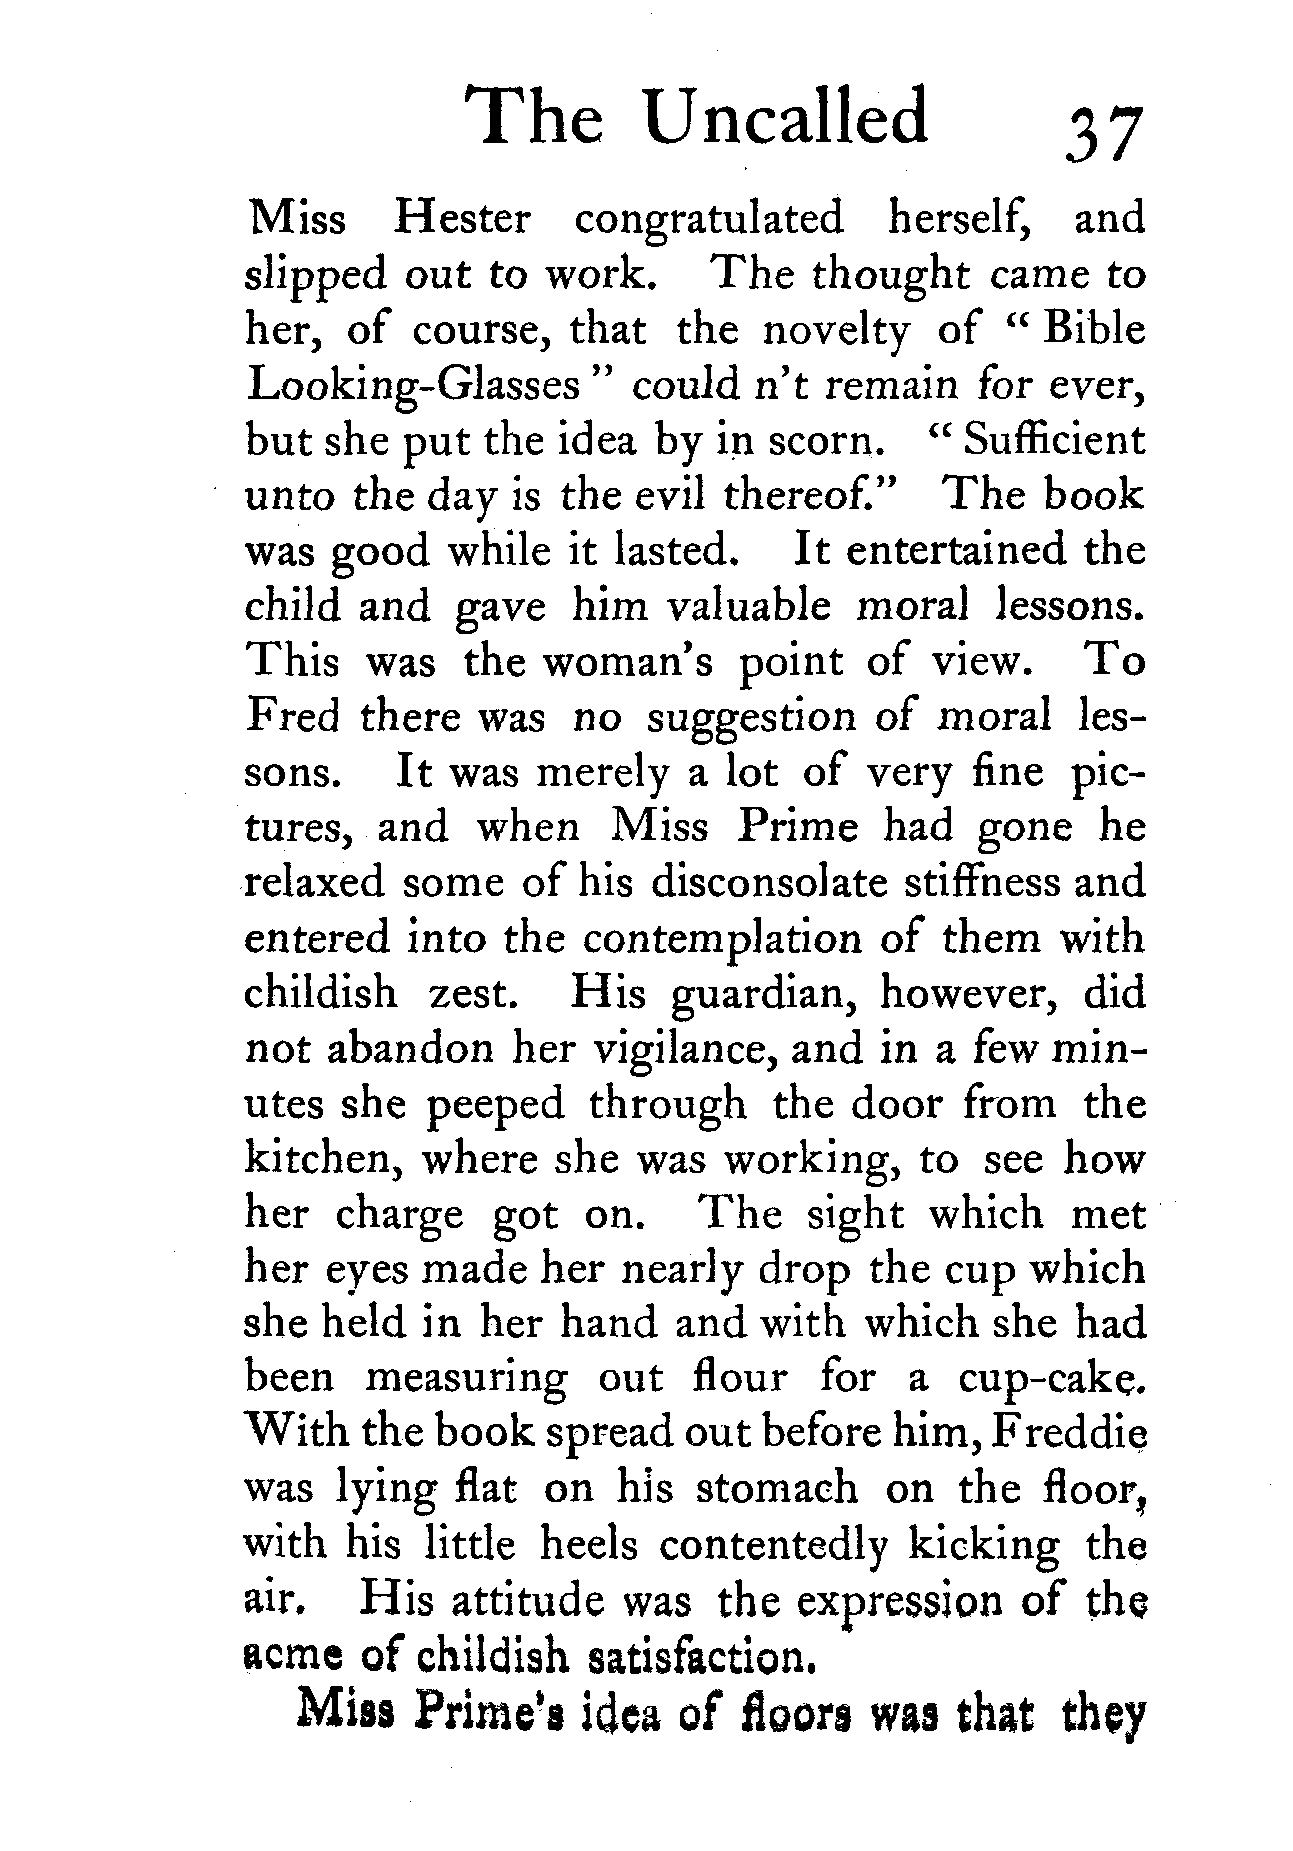 The Uncalled 37
Miss Hester congratulated herself, and
slipped out to work. The thought came to
her, of course, that the novelty of “ Bible
Looking-Glasses ” could n’t remain for ever,
but she put the idea by in scorn. “ Sufficient
unto the day is the evil thereof.” The book
was good while it lasted. It entertained the
child and gave him valuable moral lessons.
This was the woman’s point of view. To
Fred there was no suggestion of moral les-
sons. It was merely a lot of very fine pic-
tures, and when Miss Prime had gone he
relaxed some of his disconsolate stiffness and
entered into the contemplation of them with
childish zest. His guardian, however, did
not abandon her vigilance, and in a few min-
utes she peeped through the door from the
kitchen, where she was working, to see how
her charge got on. The sight which met
her eyes made her nearly drop the cup which
she held in her hand and with which she had
been measuring out flour for a cup-cake.
With the book spread out before him, Freddie
was lying flat on his stomach on the floor,
with his little heels contentedly kicking the
air. His attitude was the expression of the
acme of childish satisfaction.
Miss Prime’s idea of floors was that they